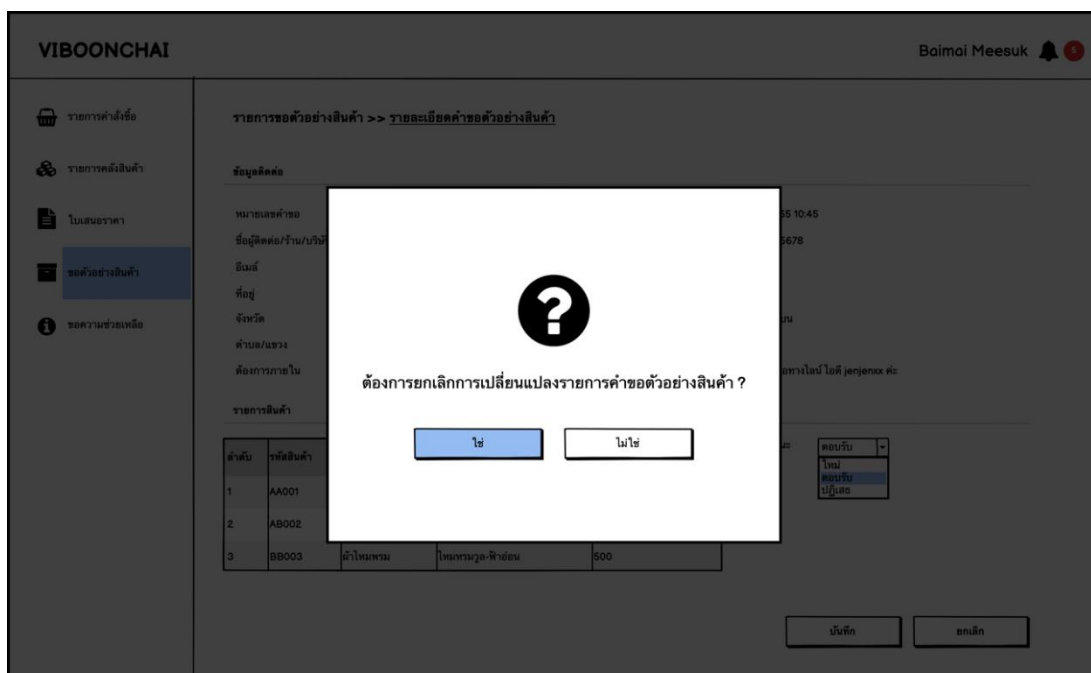 VIBOONCHAI
Baimai Meesuk 5
รายการคำสั่งซื้อ
รายการคลังสินค้า
ใบเสนอราคา
ขอตัวอย่างสินค้า
ขอความช่วยเหลือ
รายการขอตัวอย่างสินค้า >> รายละเอียดคำขอตัวอย่างสินค้า
ข้อมูลติดต่อ
หมายเลขคำขอ 65 10:45
ชื่อผู้ติดต่อ/ร้าน/บริษั 5678
อีเมล์
ที่อยู่
จังหวัด
ตำบล/แขวง
ต้องการภายใน อทางไลน์ ไอดี jenjenxx ค่ะ
ต้องการยกเลิกการเปลี่ยนแปลงรายการคำขอตัวอย่างสินค้า ?
ใช่ ไม่ใช่
รายการสินค้า
ลำดับ รหัสสินค้า
1 AA001
2 AB002
3 BB003 ผ้าไหมพรม ไหมพรมวูล-ฟ้าอ่อน 500
ตอบรับ
ใหม่
ตอบรับ
ปฏิเสธ
บันทึก ยกเลิก